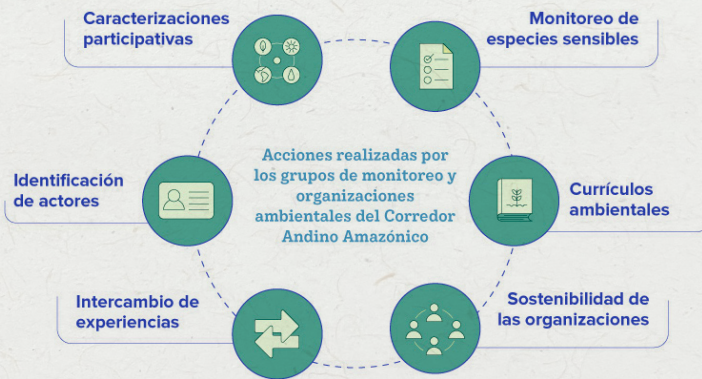 Caracterizaciones
participativas
Monitoreo de
especies sensibles
Acciones realizadas por
los grupos de monitoreo y
organizaciones
ambientales del Corredor
Andino Amazónico
Identificación
de actores
Currículos
ambientales
Intercambio de
experiencias
Sostenibilidad de
las organizaciones